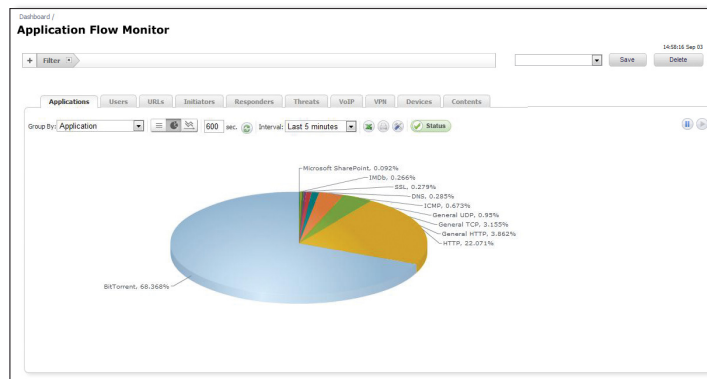 Dashboard /
Application Flow Monitor
14:58:16 Sep 03
+ Filter
Save
Delete
Applications Users URLs Initiators Responders Threats VoIP VPN Devices Contents
Group By: Application 600 sec. Interval: Last 5 minutes Status
Microsoft SharePoint, 0.092%
IMDb, 0.266%
SSL, 0.279%
DNS, 0.285%
ICMP, 0.673%
General UDP, 0.95%
General TCP, 3.155%
General HTTP, 3.862%
HTTP, 22.071%
BitTorrent, 68.368%